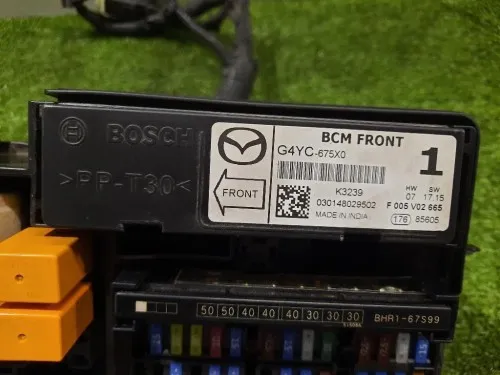 BOSCH
>PP-T30<
BCM FRONT
G4YC-675X0
1
FRONT
K3239
030148029502
MADE IN INDIA
HW SW
07 17.15
F 005 V02 665
176 85605
50 50 40 40 40 30 30 30
BHR1-67S99